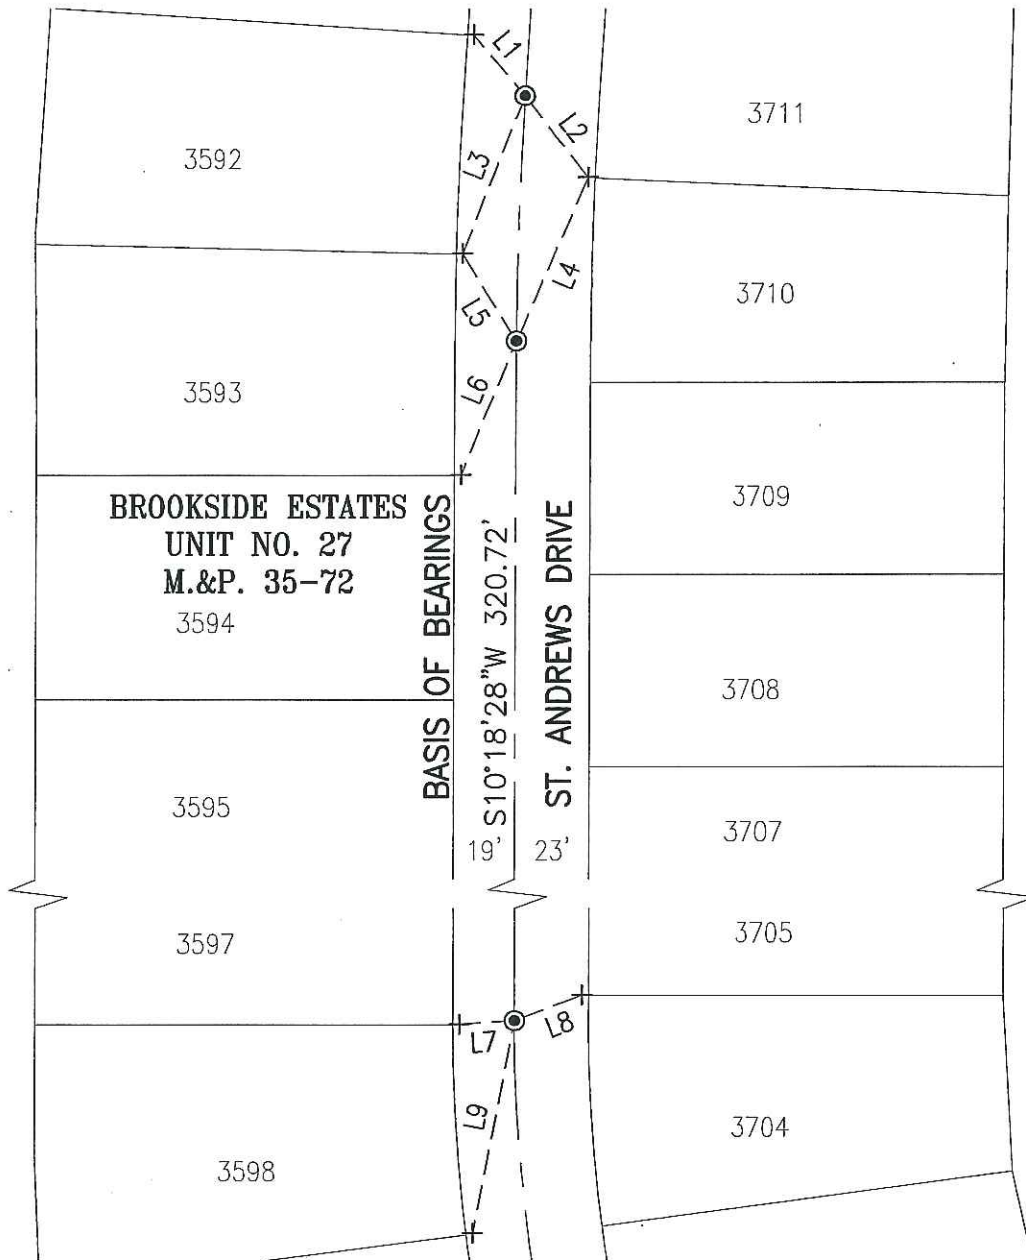 L1
3711
L2
3592
L3
L4
3710
L5
3593
L6
3709
BROOKSIDE ESTATES
UNIT NO. 27
M.&P. 35-72
3594
BASIS OF BEARINGS
S10°18'28"W 320.72'
ST. ANDREWS DRIVE
3708
3595
3707
19'
23'
3597
3705
L7
L8
L9
3704
3598